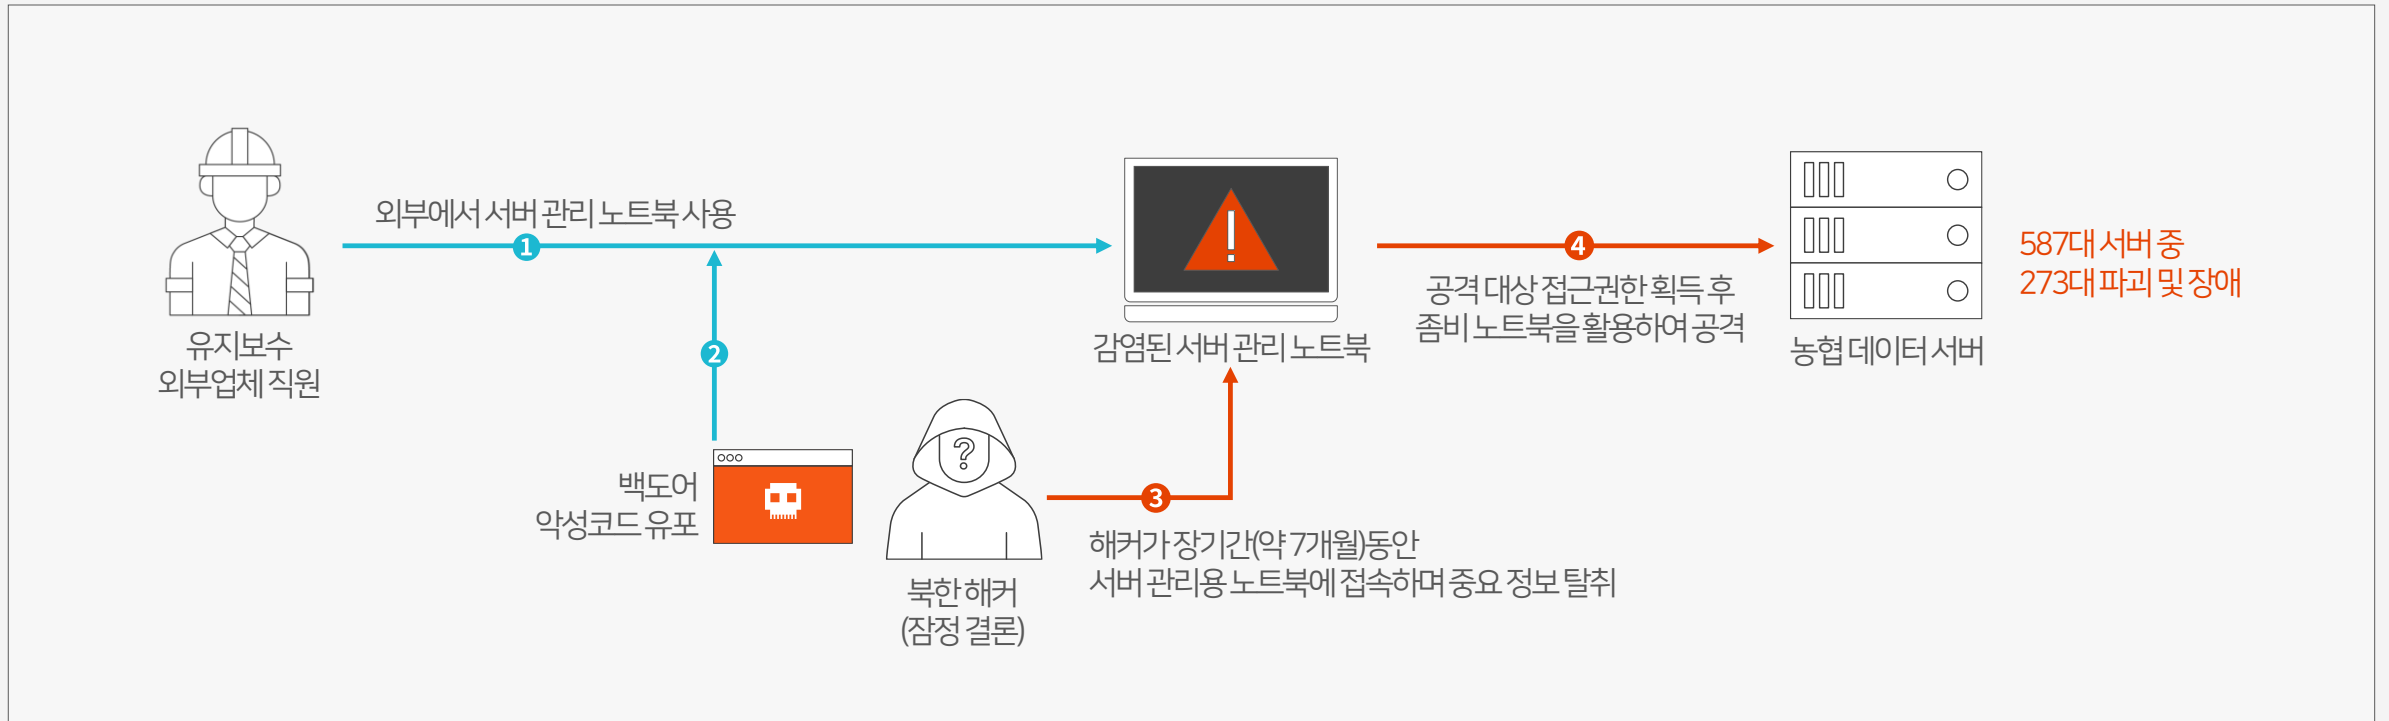 외부에서 서버 관리 노트북 사용
1
유지보수
외부업체 직원
2
백도어
악성코드 유포
?
북한 해커
(잠정 결론)
3
해커가 장기간(약 7개월)동안
서버 관리용 노트북에 접속하며 중요 정보 탈취
!
감염된 서버 관리 노트북
4
공격 대상 접근권한 획득 후
좀비 노트북을 활용하여 공격
농협 데이터 서버
587대 서버 중
273대 파괴 및 장애